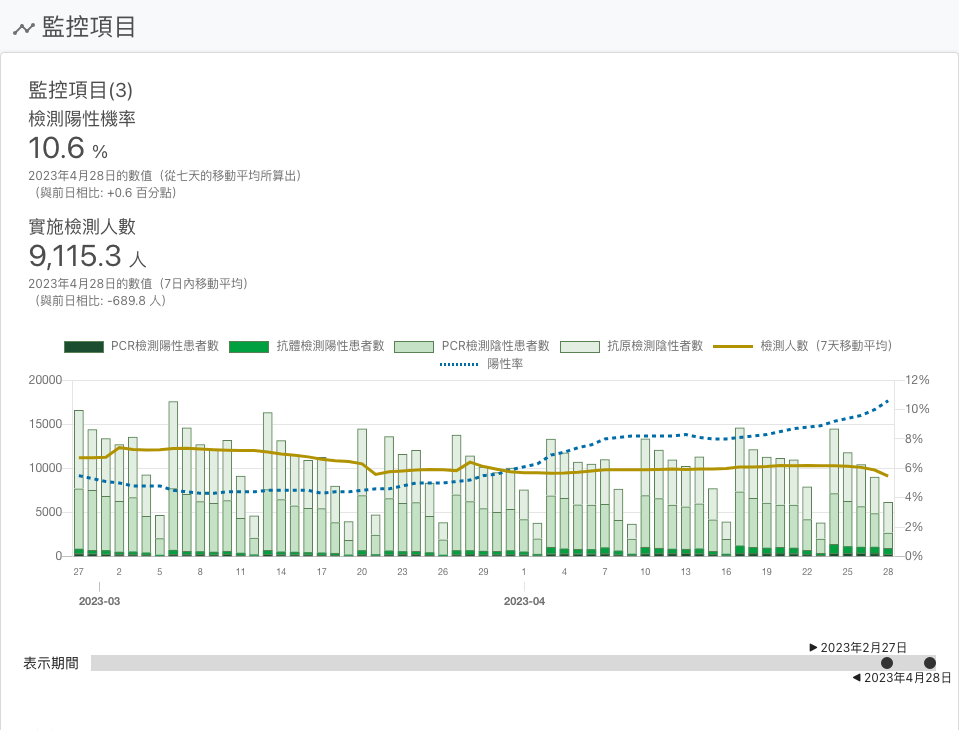 監控項目
監控項目(3)
檢測陽性機率
10.6 %
2023年4月28日的數值（從七天的移動平均所算出）
（與前日相比: +0.6 百分點）
實施檢測人數
9,115.3 人
2023年4月28日的數值（7日內移動平均）
（與前日相比: -689.8 人）
PCR檢測陽性患者數 抗體檢測陽性患者數 PCR檢測陰性患者數 抗原檢測陰性者數 檢測人數（7天移動平均）
陽性率
20000 12%
10%
15000
8%
10000 6%
4%
5000
2%
0 0%
27 2 5 8 11 14 17 20 23 26 29 1 4 7 10 13 16 19 22 25 28
2023-03 2023-04
▶ 2023年2月27日
表示期間
◀ 2023年4月28日